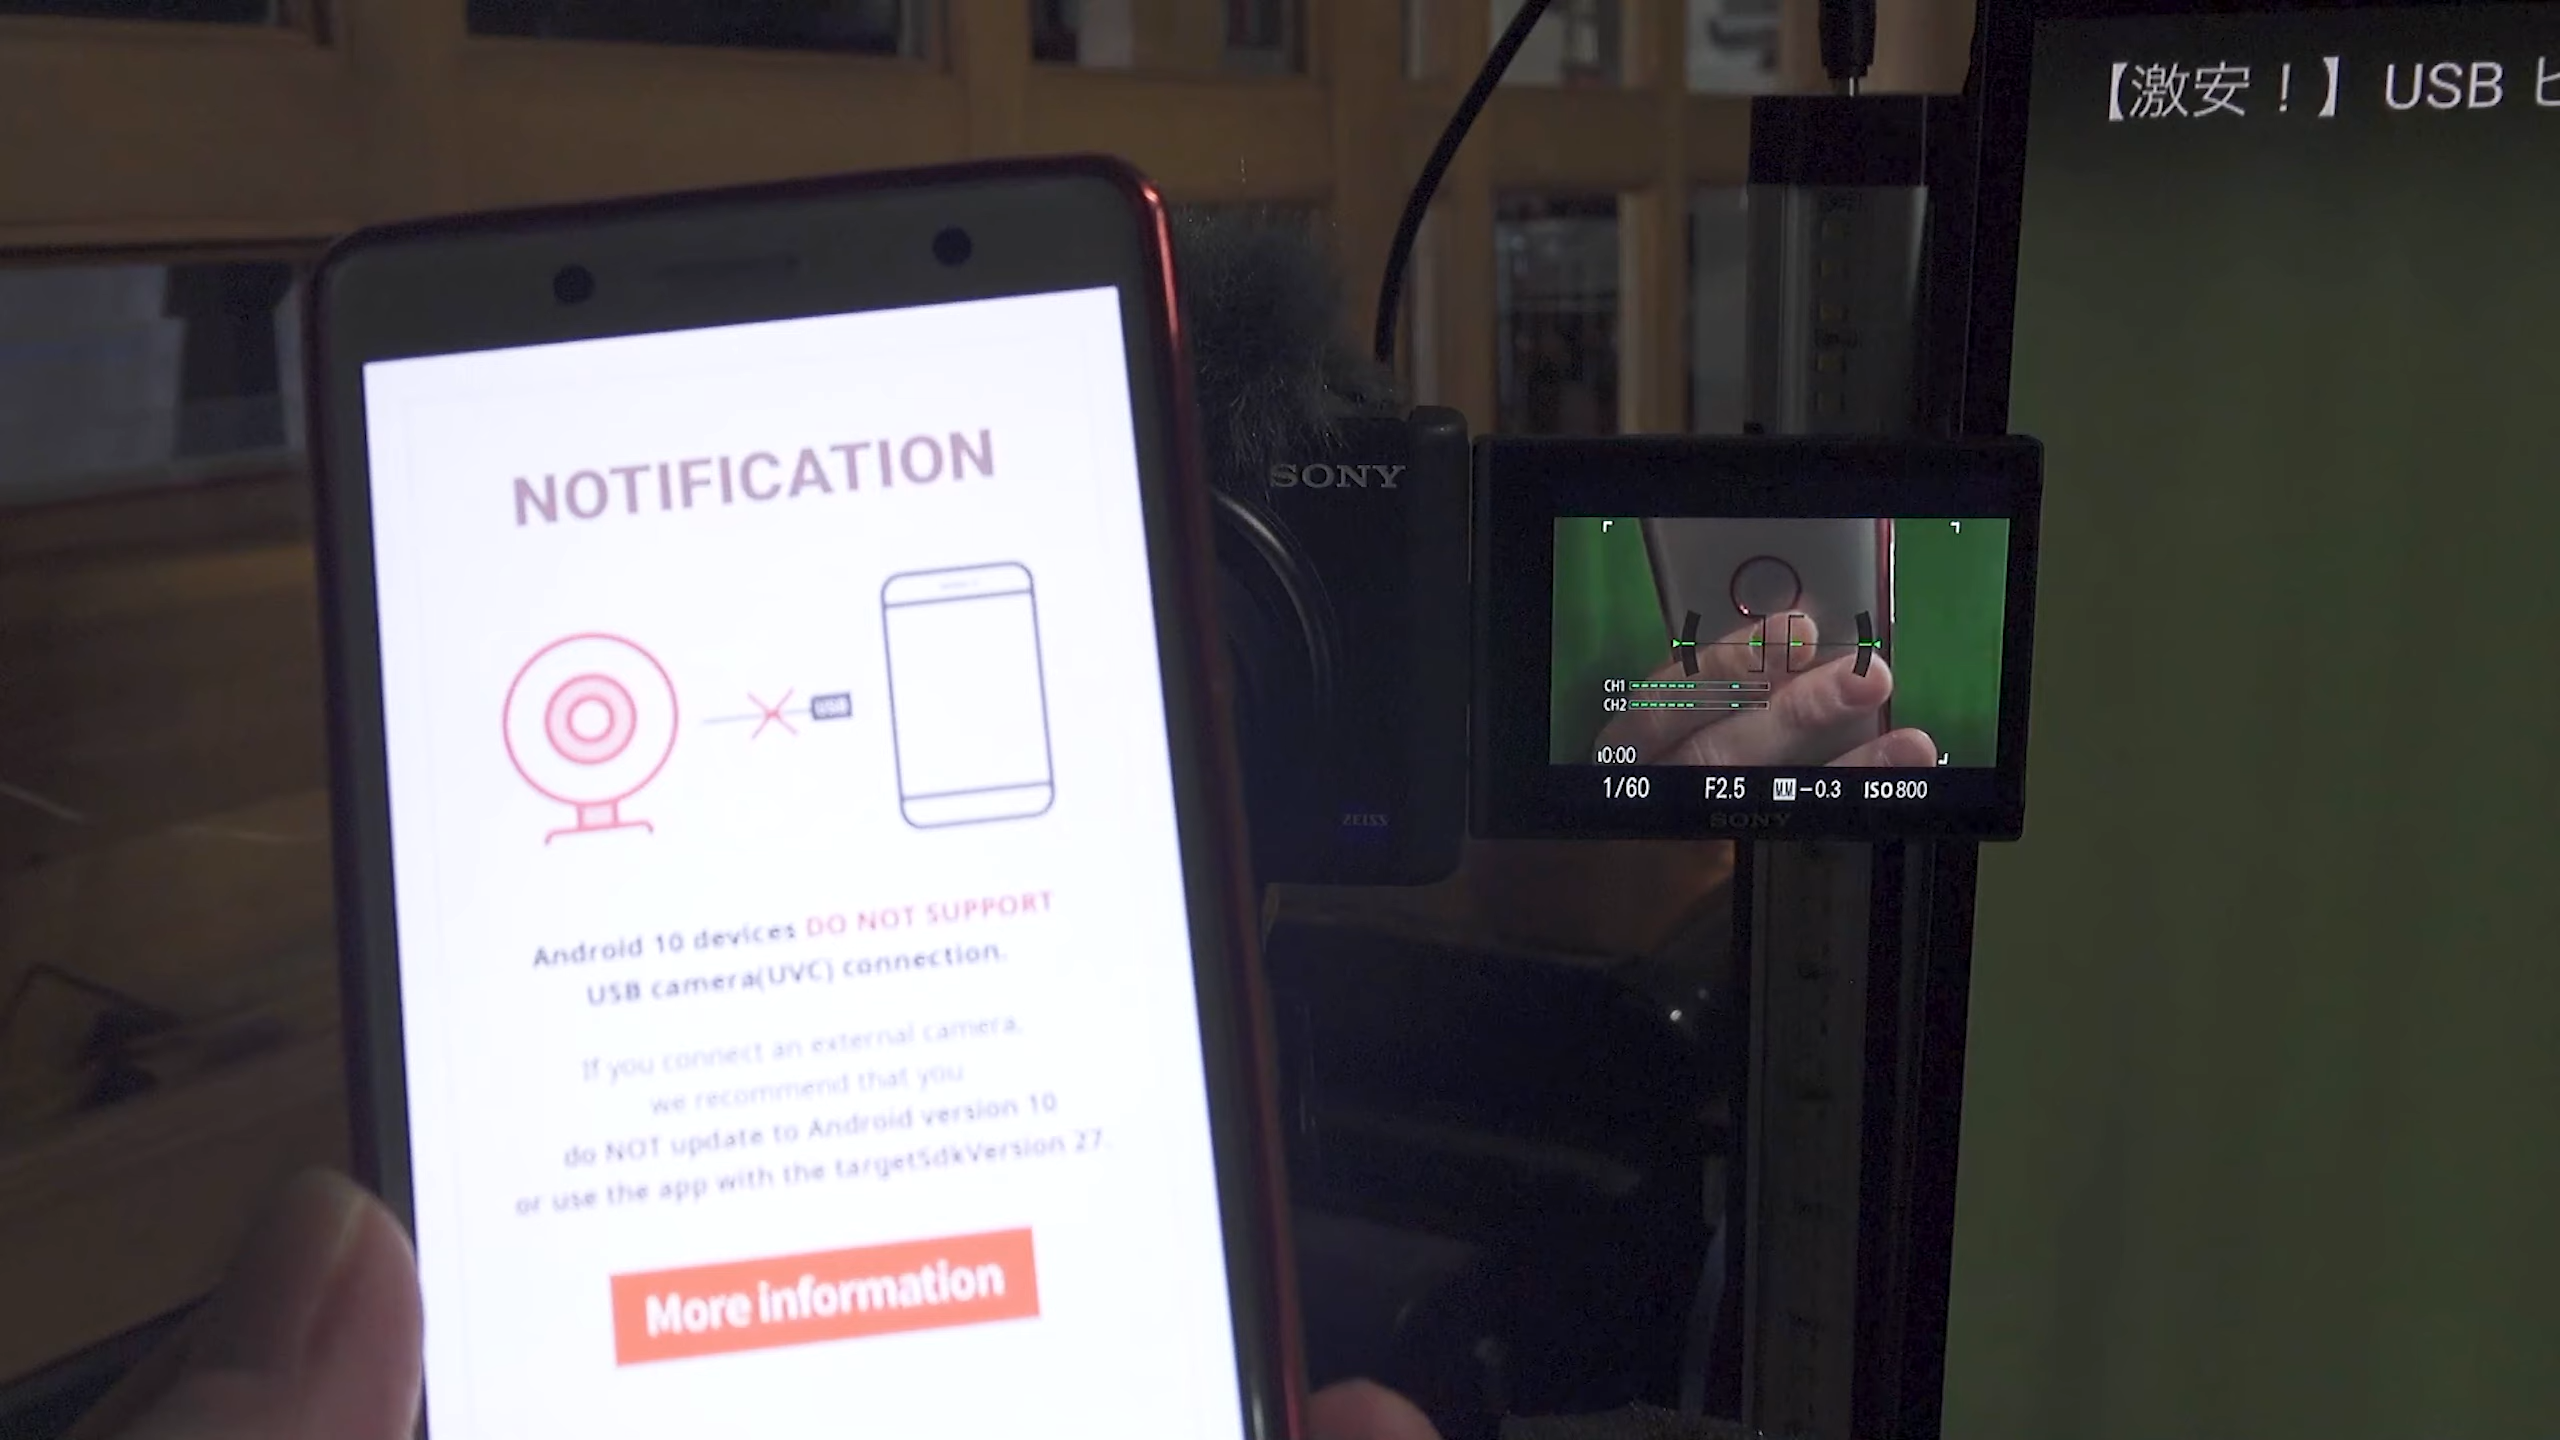 NOTIFICATION
USB
Android 10 devices DO NOT SUPPORT
USB camera(UVC) connection.
If you connect an external camera,
we recommend that you
do NOT update to Android version 10
or use the app with the targetSdkVersion 27.
More information
SONY
ZEISS
CH1
CH2
0:00
1/60 F2.5 M.M. -0.3 ISO 800
SONY
【激安！】USB ビ